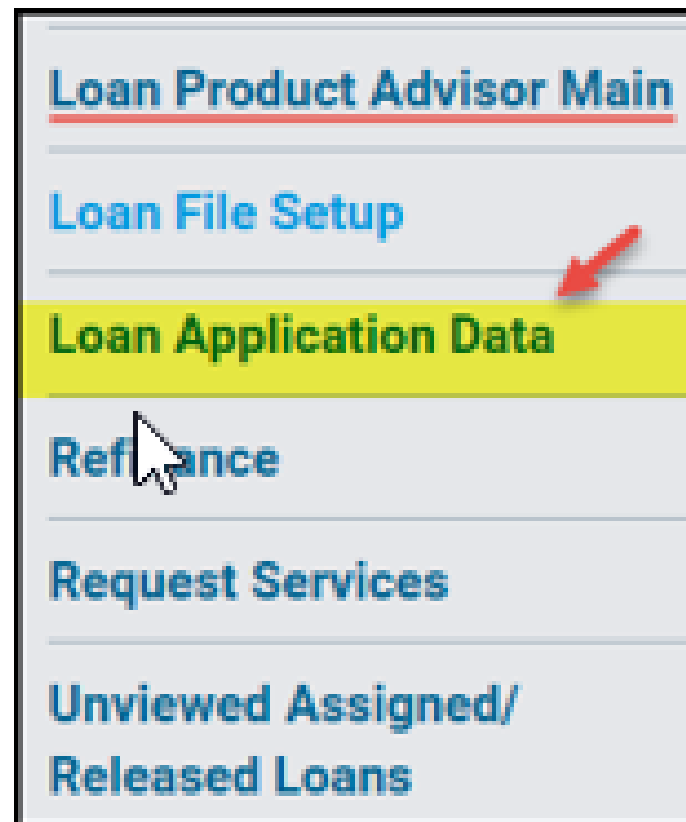 Loan Product Advisor Main
Loan File Setup
Loan Application Data
Refinance
Request Services
Unviewed Assigned/
Released Loans